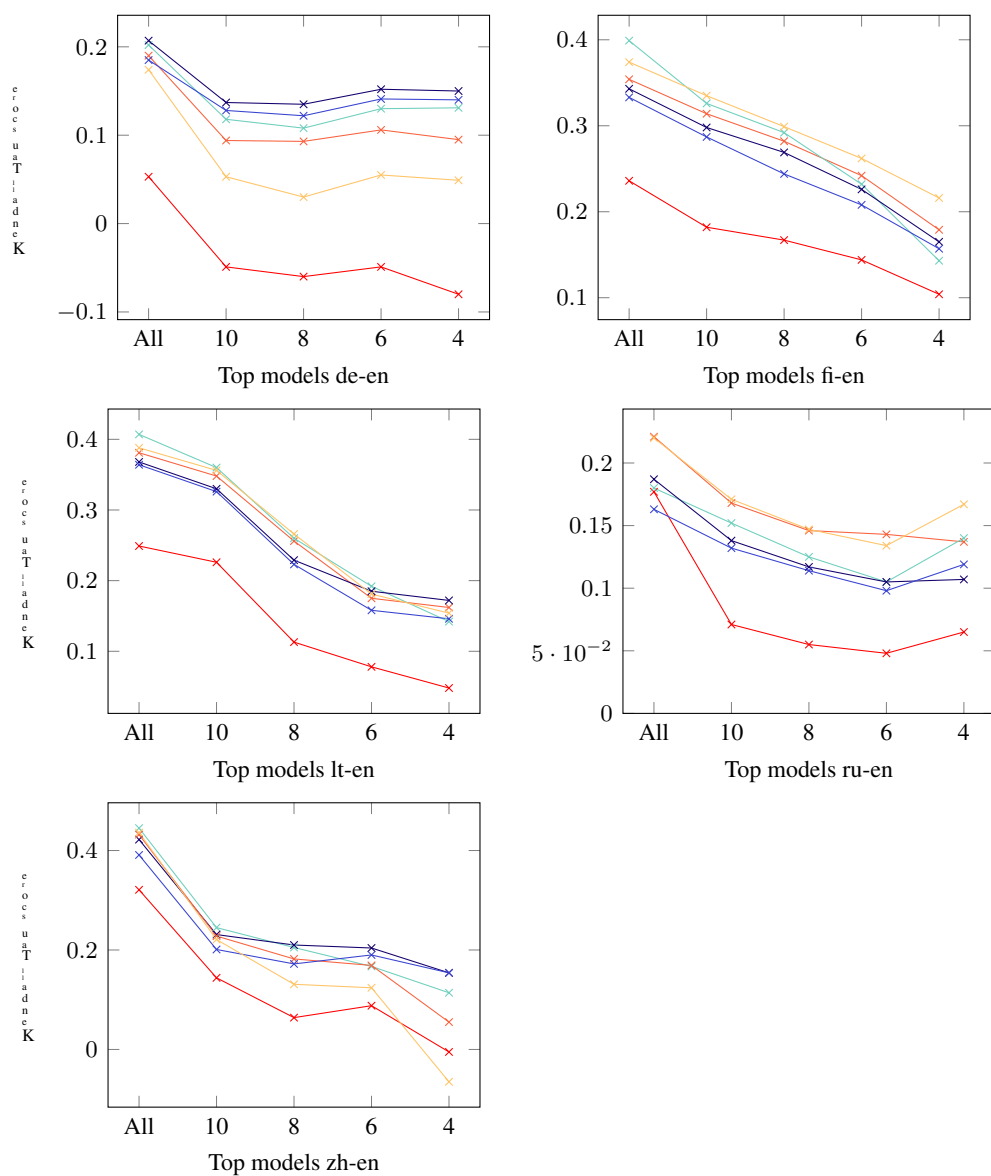 Kendall Tau score
0.2
0.1
0
−0.1
All 10 8 6 4
Top models de-en
0.4
0.3
0.2
0.1
All 10 8 6 4
Top models fi-en
Kendall Tau score
0.4
0.3
0.2
0.1
All 10 8 6 4
Top models lt-en
0.2
0.15
0.1
5 · 10⁻²
0
All 10 8 6 4
Top models ru-en
Kendall Tau score
0.4
0.2
0
All 10 8 6 4
Top models zh-en